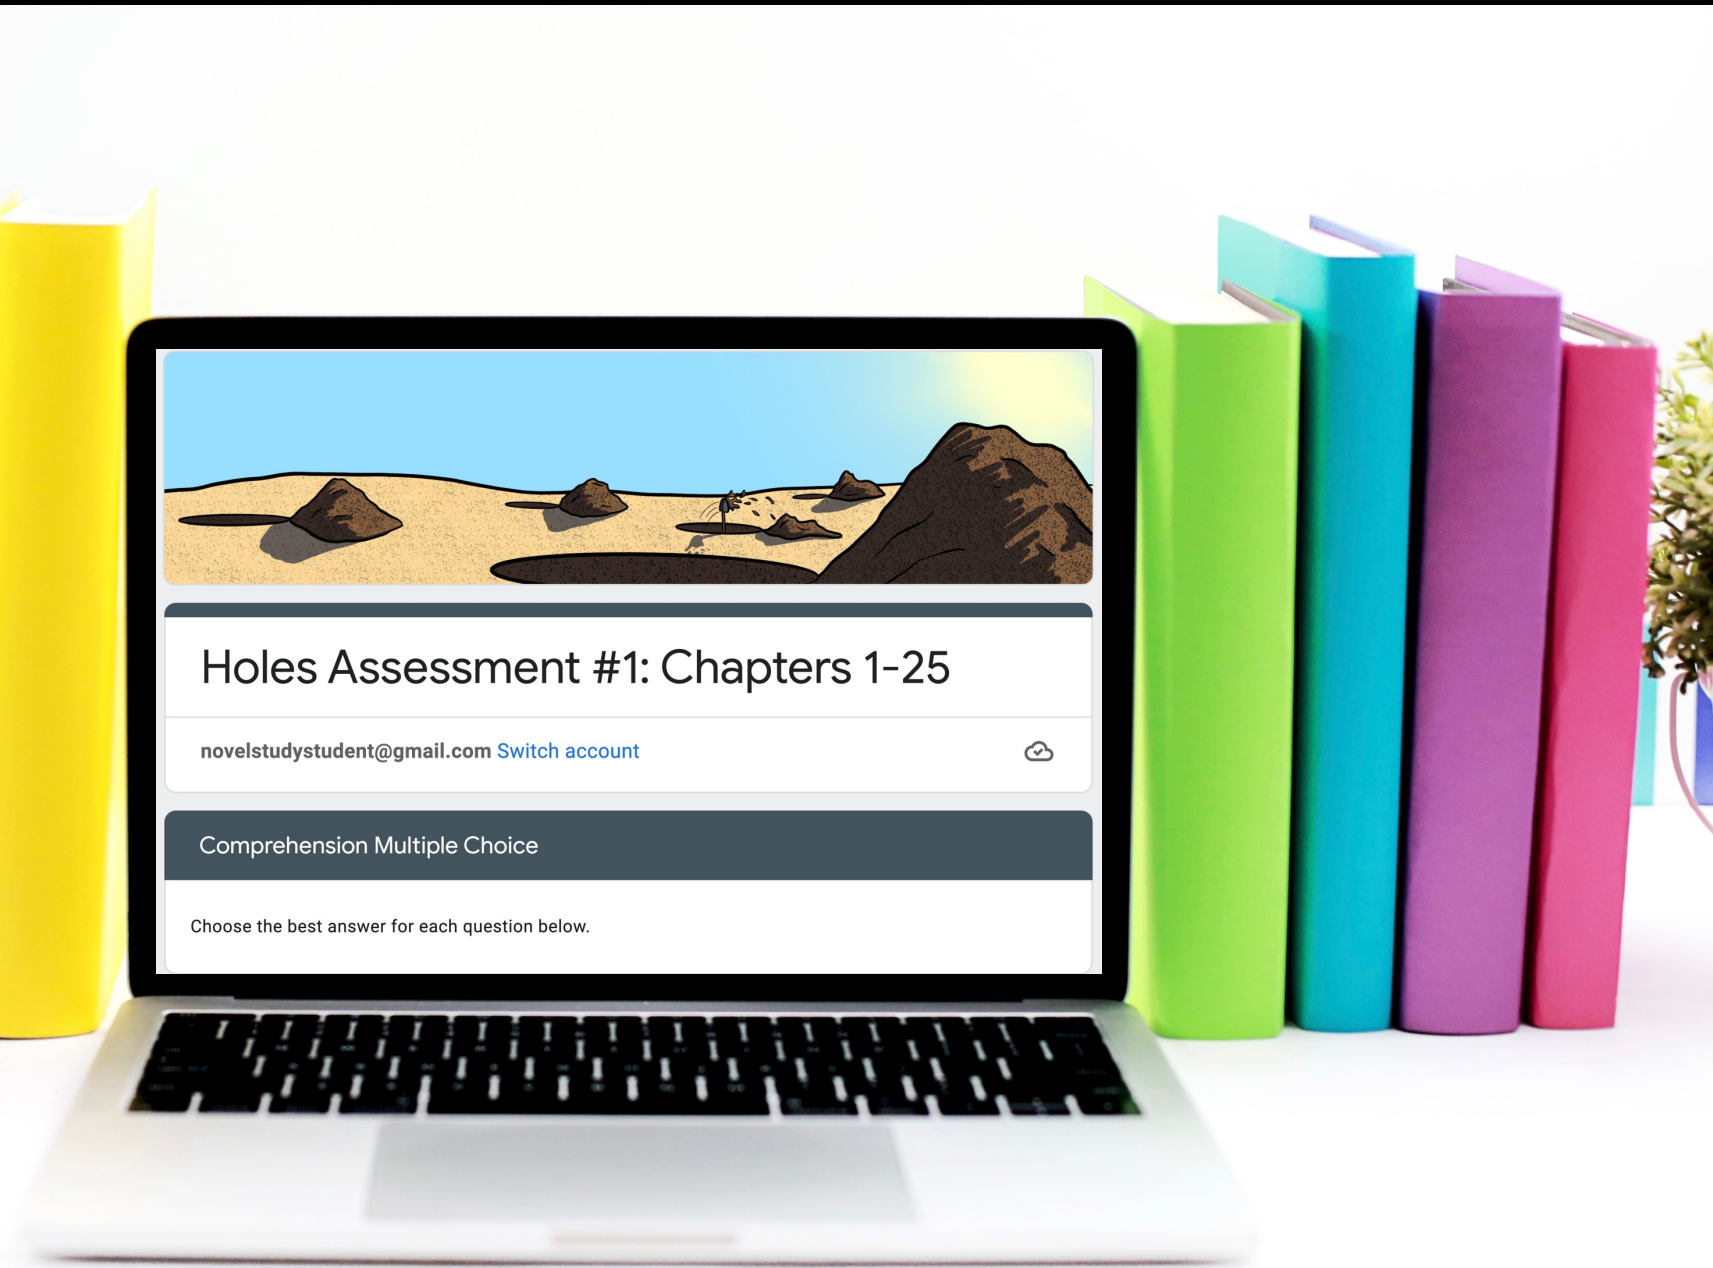 Holes Assessment #1: Chapters 1-25
novelstudystudent@gmail.com Switch account
Comprehension Multiple Choice
Choose the best answer for each question below.